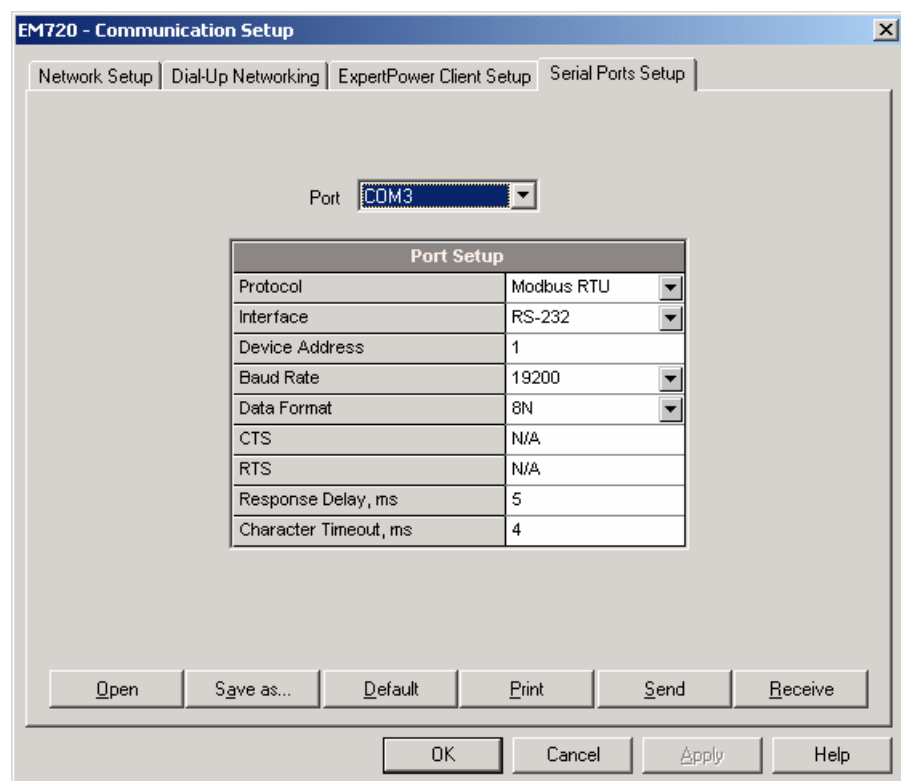 EM720 - Communication Setup
Network Setup Dial-Up Networking ExpertPower Client Setup Serial Ports Setup
Port COM3
Port Setup
Protocol Modbus RTU
Interface RS-232
Device Address 1
Baud Rate 19200
Data Format 8N
CTS N/A
RTS N/A
Response Delay, ms 5
Character Timeout, ms 4
Open Save as... Default Print Send Receive
OK Cancel Apply Help